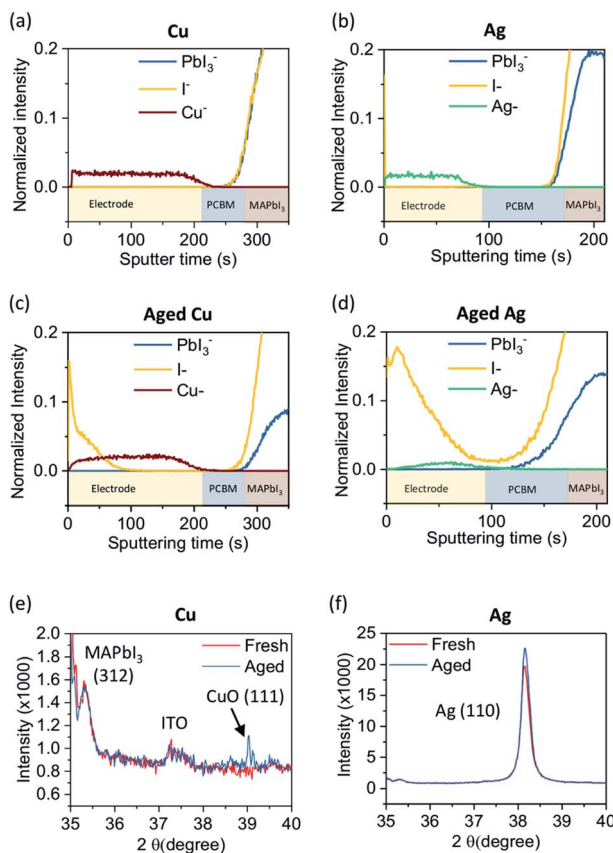 (a) Cu
Normalized intensity
0.2
0.1
0.0
PbI₃⁻
I⁻
Cu⁻
Electrode PCBM MAPbI₃
0 100 200 300
Sputter time (s)
(b) Ag
Normalized intensity
0.2
0.1
0.0
PbI₃⁻
I-
Ag-
Electrode PCBM MAPbI₃
0 100 200
Sputtering time (s)
(c) Aged Cu
Normalized Intensity
0.2
0.1
0.0
PbI₃⁻
I-
Cu-
Electrode PCBM MAPbI₃
0 100 200 300
Sputtering time (s)
(d) Aged Ag
Normalized Intensity
0.2
0.1
0.0
PbI₃⁻
I-
Ag-
Electrode PCBM MAPbI₃
0 100 200
Sputtering time (s)
(e) Cu
Intensity (x1000)
2.0
1.8
1.6
1.4
1.2
1.0
0.8
0.6
MAPbI₃
(312)
Fresh
Aged
CuO (111)
ITO
35 36 37 38 39 40
2 θ(degree)
(f) Ag
Intensity (x1000)
25
20
15
10
5
0
Fresh
Aged
Ag (110)
35 36 37 38 39 40
2 θ(degree)